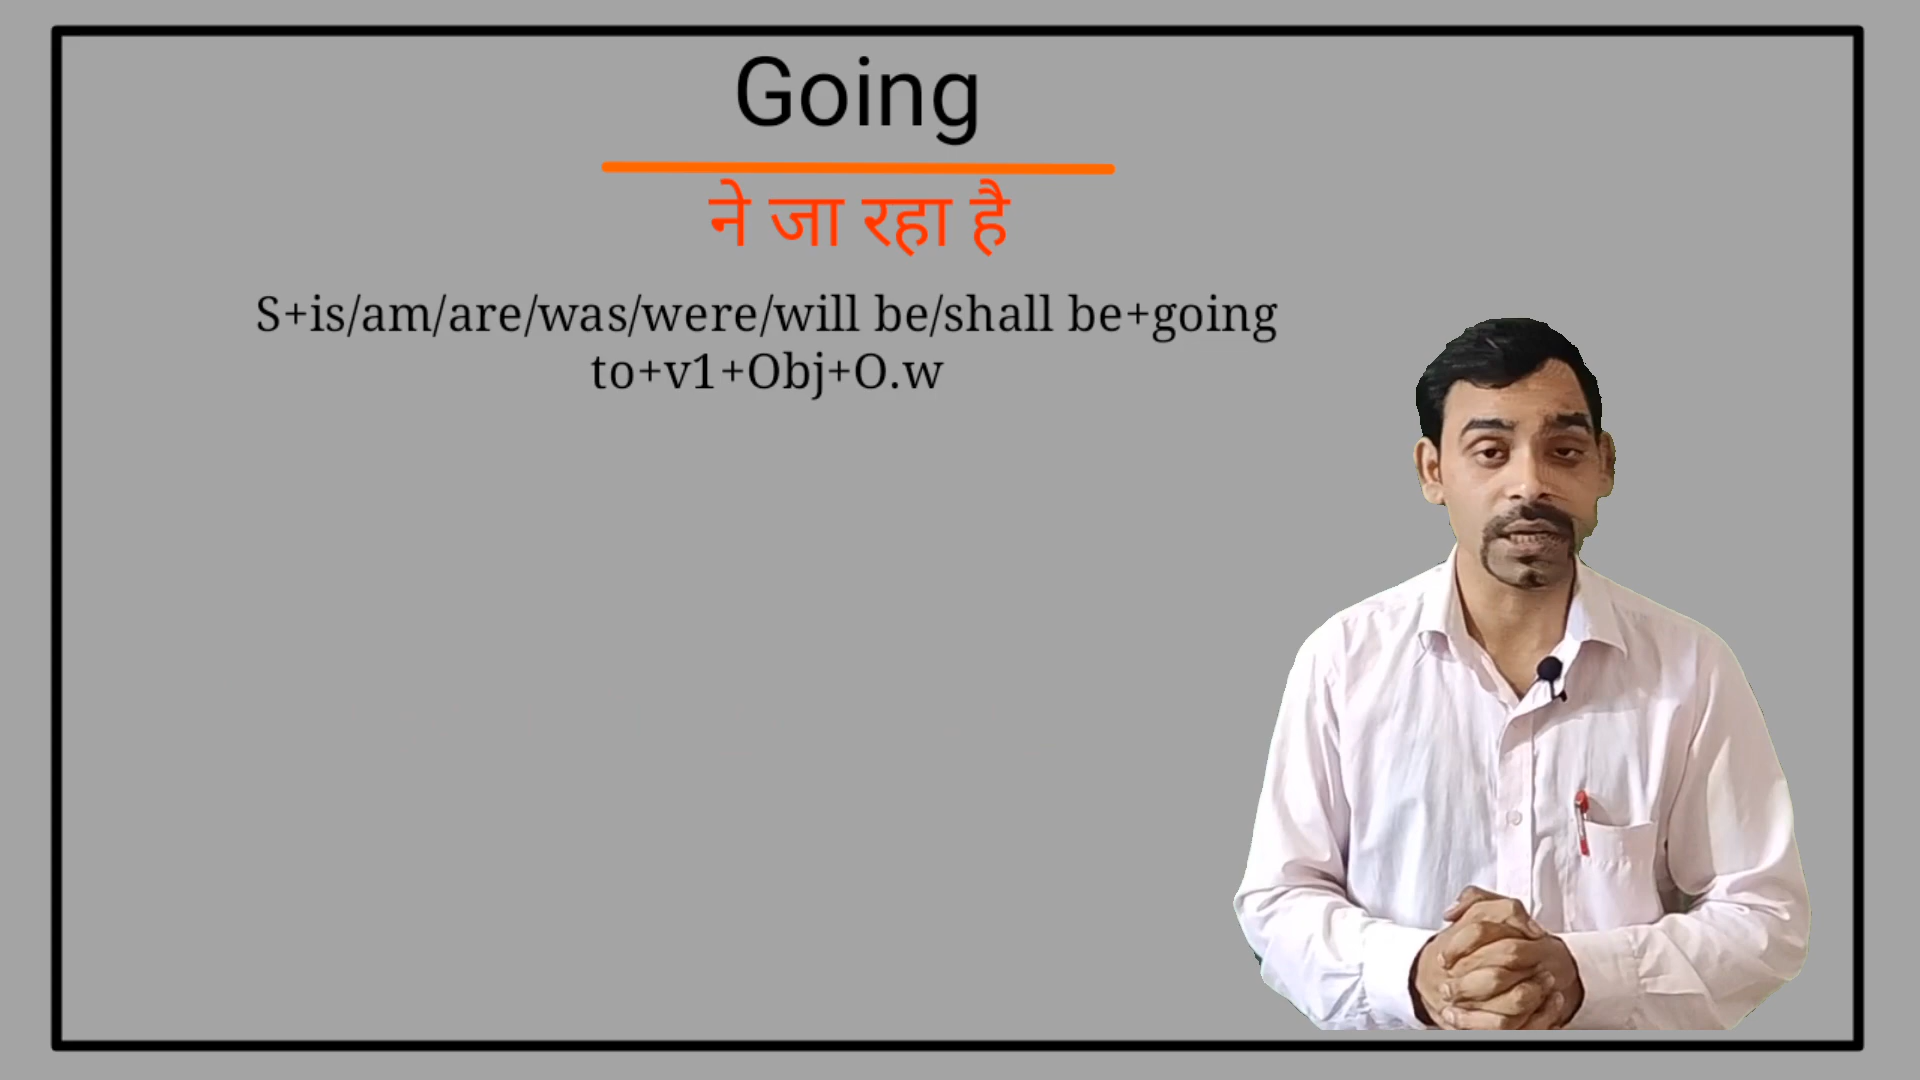 Going
ने जा रहा है
S+is/am/are/was/were/will be/shall be+going
to+v1+Obj+O.w